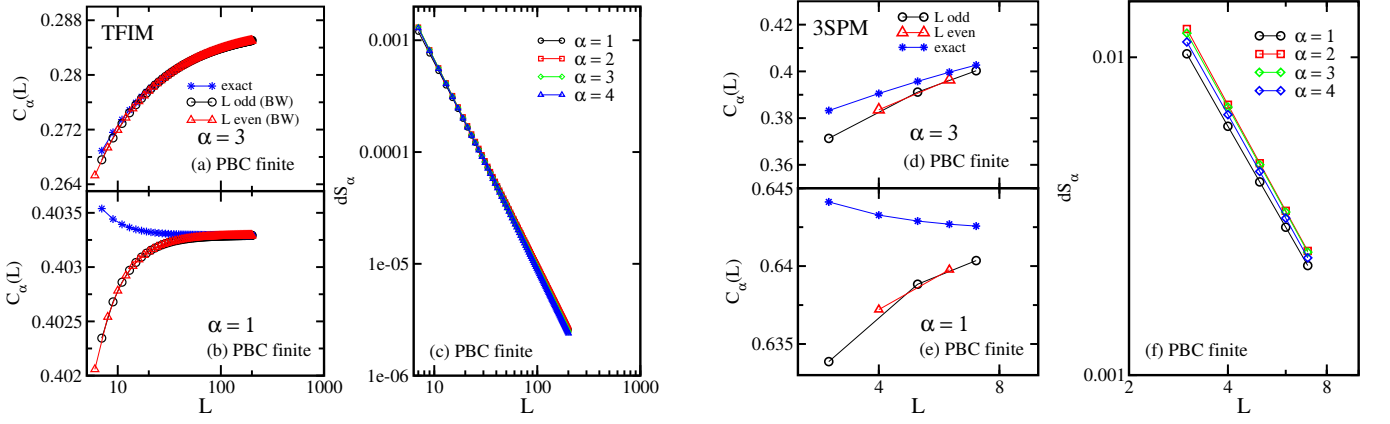 TFIM
C_α(L)
0.288
0.28
0.272
0.264
exact
L odd (BW)
L even (BW)
α = 3
(a) PBC finite
C_α(L)
0.4035
0.403
0.4025
0.402
α = 1
(b) PBC finite
10
100
1000
L
dS_α
0.001
0.0001
1e-05
1e-06
α = 1
α = 2
α = 3
α = 4
(c) PBC finite
10
100
1000
L
3SPM
C_α(L)
0.42
0.4
0.38
0.36
L odd
L even
exact
α = 3
(d) PBC finite
C_α(L)
0.645
0.64
0.635
α = 1
(e) PBC finite
4
8
L
dS_α
0.01
0.001
α = 1
α = 2
α = 3
α = 4
(f) PBC finite
2
4
8
L